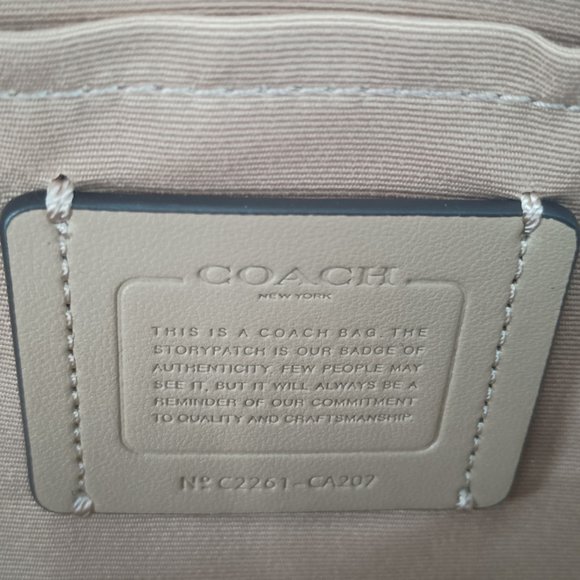 COACH
NEW YORK
THIS IS A COACH BAG. THE
STORYPATCH IS OUR BADGE OF
AUTHENTICITY. FEW PEOPLE MAY
SEE IT, BUT IT WILL ALWAYS BE A
REMINDER OF OUR COMMITMENT
TO QUALITY AND CRAFTSMANSHIP.
Nº C2261-CA207